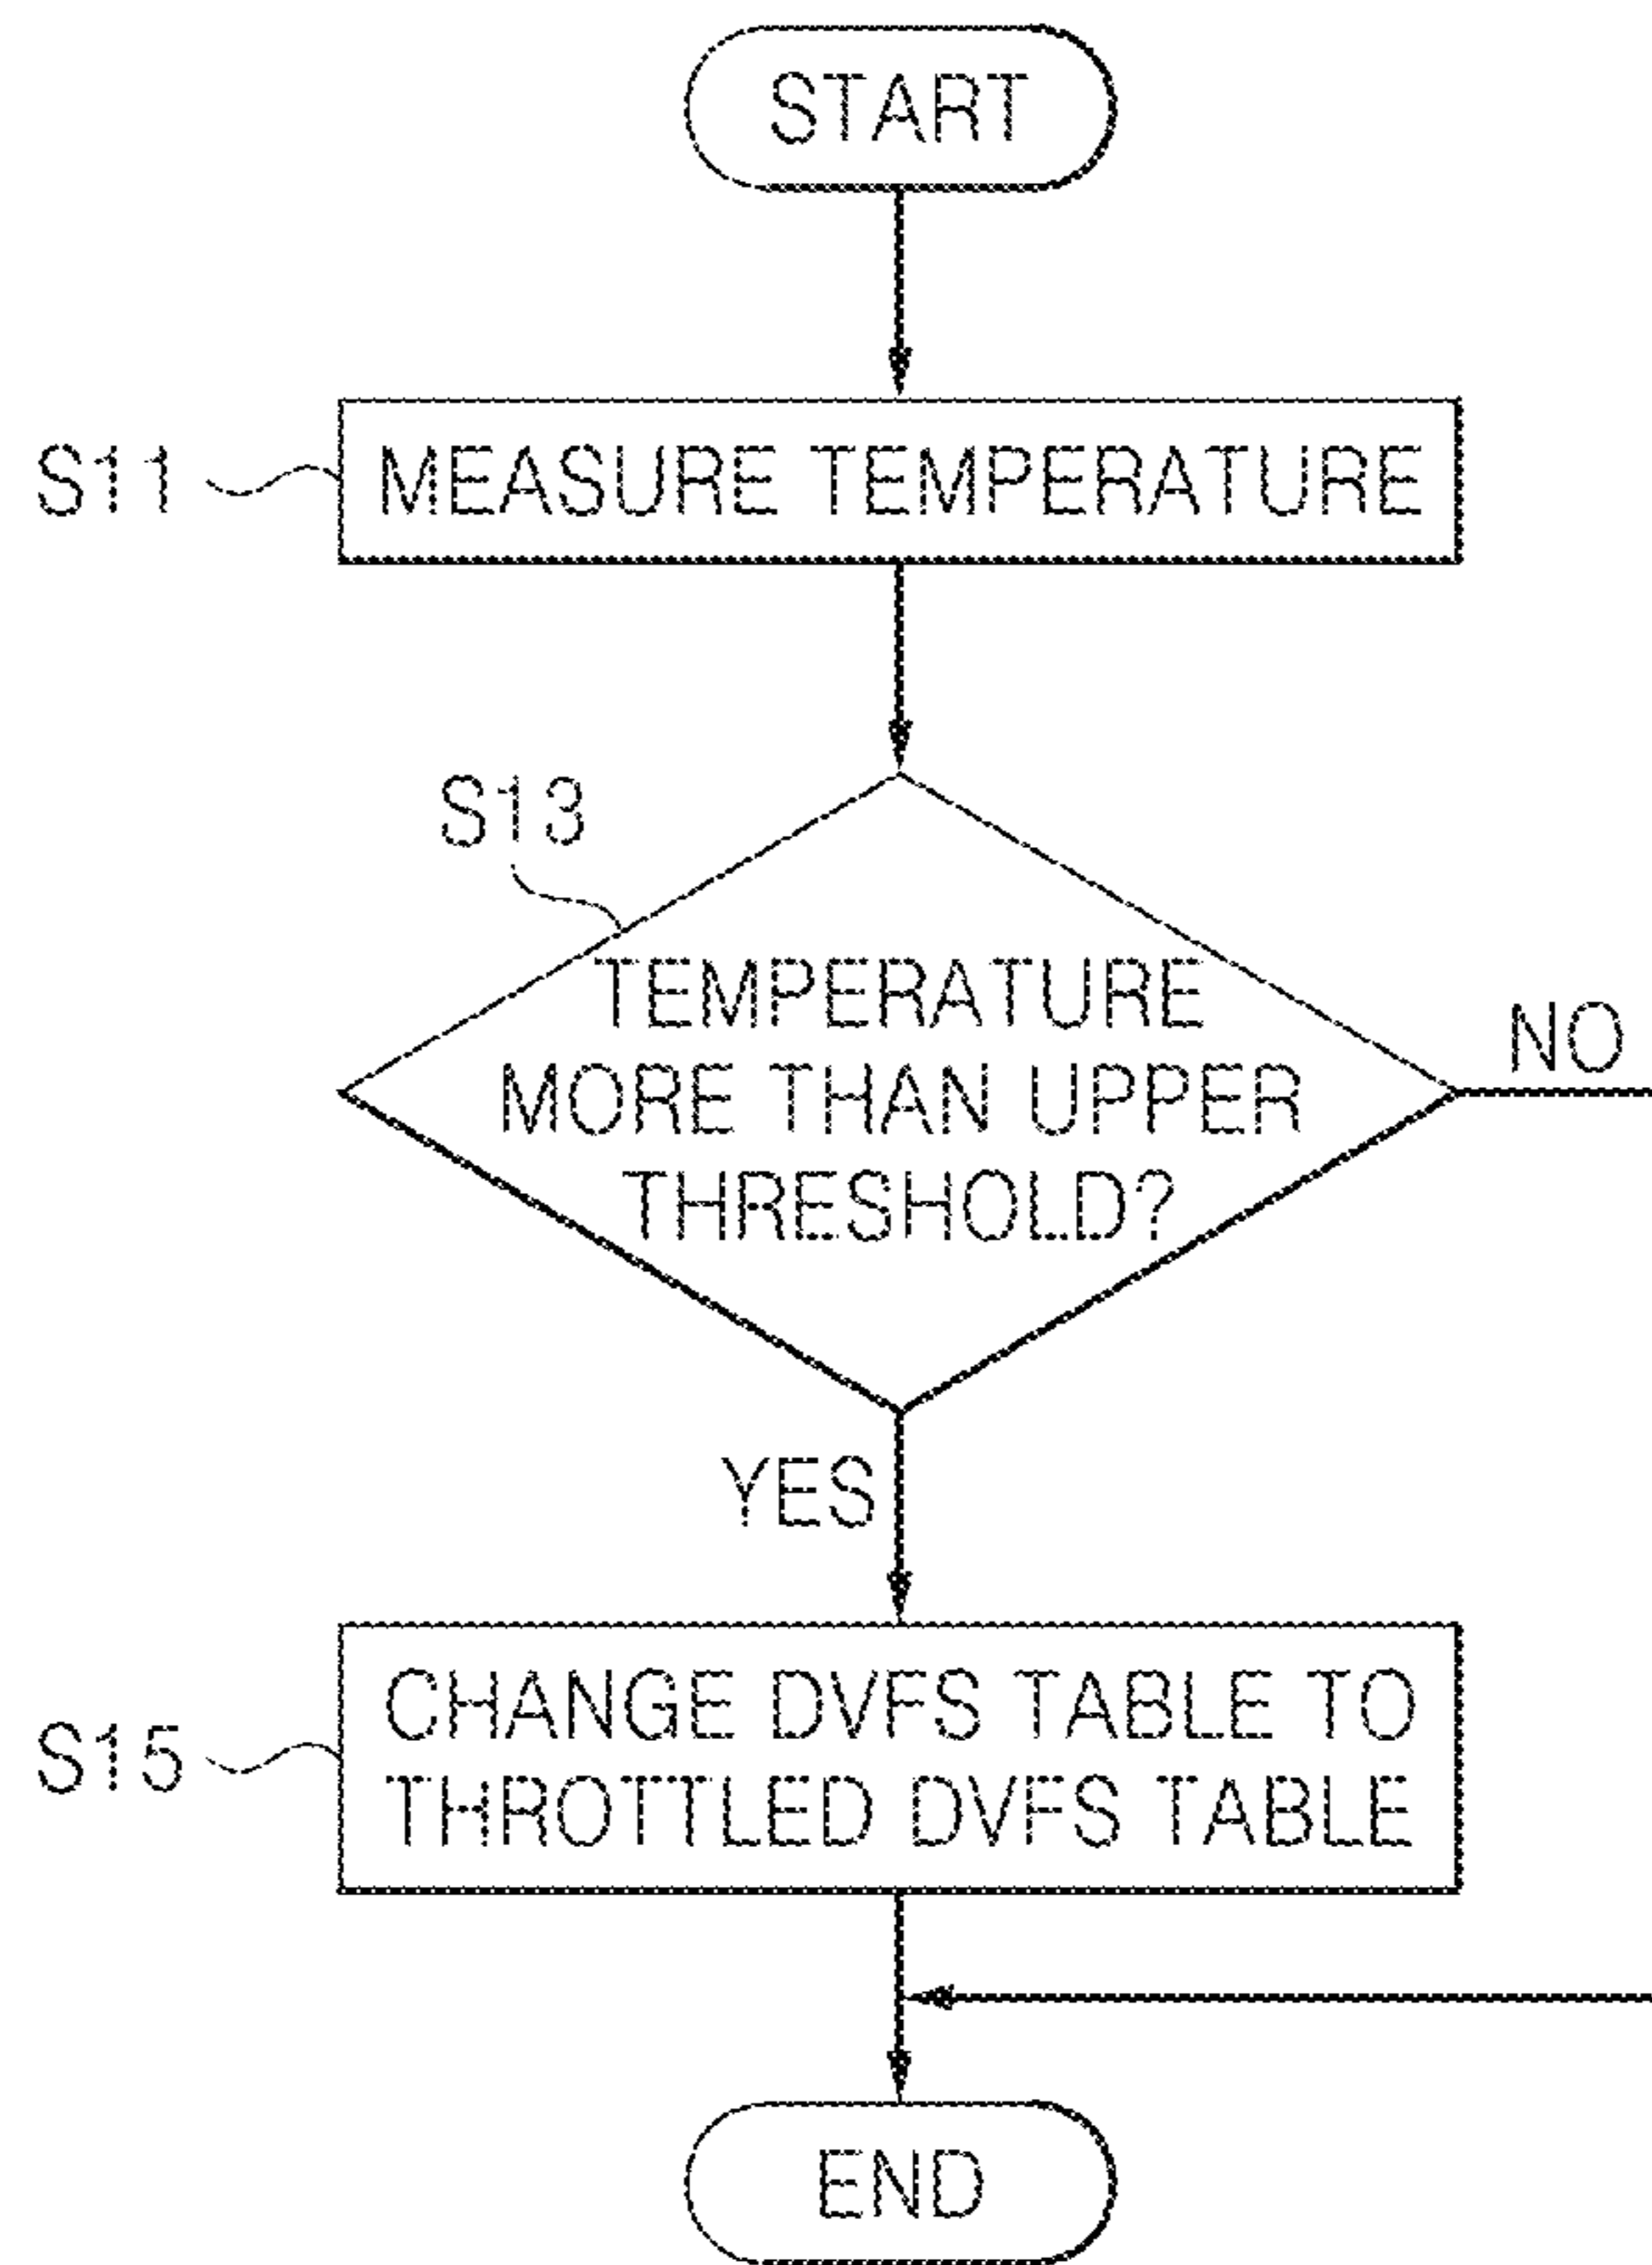 START
S11
MEASURE TEMPERATURE
S13
TEMPERATURE
MORE THAN UPPER
THRESHOLD?
NO
YES
S15
CHANGE DVFS TABLE TO
THROTTLED DVFS TABLE
END